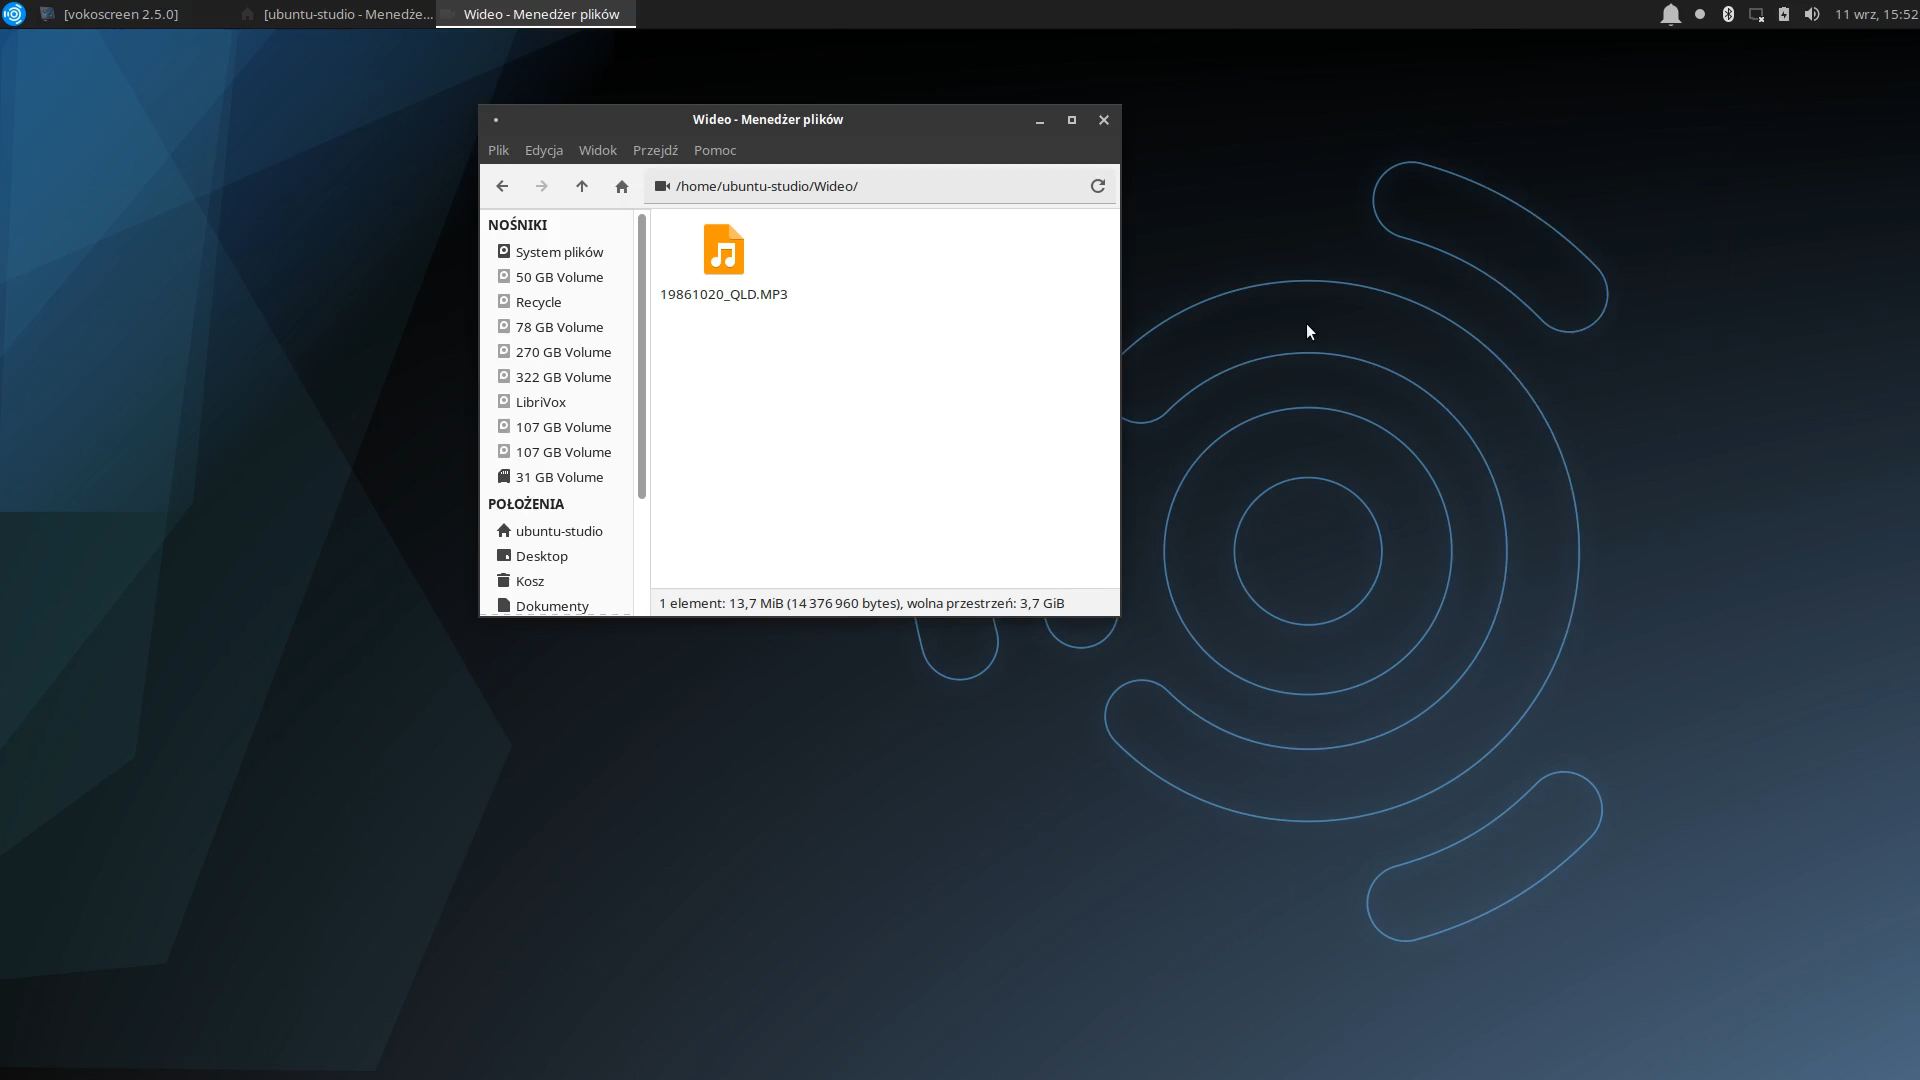 [vokoscreen 2.5.0]
[ubuntu-studio - Menedże...
Wideo - Menedżer plików
11 wrz, 15:52
Wideo - Menedżer plików
Plik Edycja Widok Przejdź Pomoc
/home/ubuntu-studio/Wideo/
NOŚNIKI
System plików
50 GB Volume
Recycle
78 GB Volume
270 GB Volume
322 GB Volume
LibriVox
107 GB Volume
107 GB Volume
31 GB Volume
POŁOŻENIA
ubuntu-studio
Desktop
Kosz
Dokumenty
19861020_QLD.MP3
1 element: 13,7 MiB (14 376 960 bytes), wolna przestrzeń: 3,7 GiB